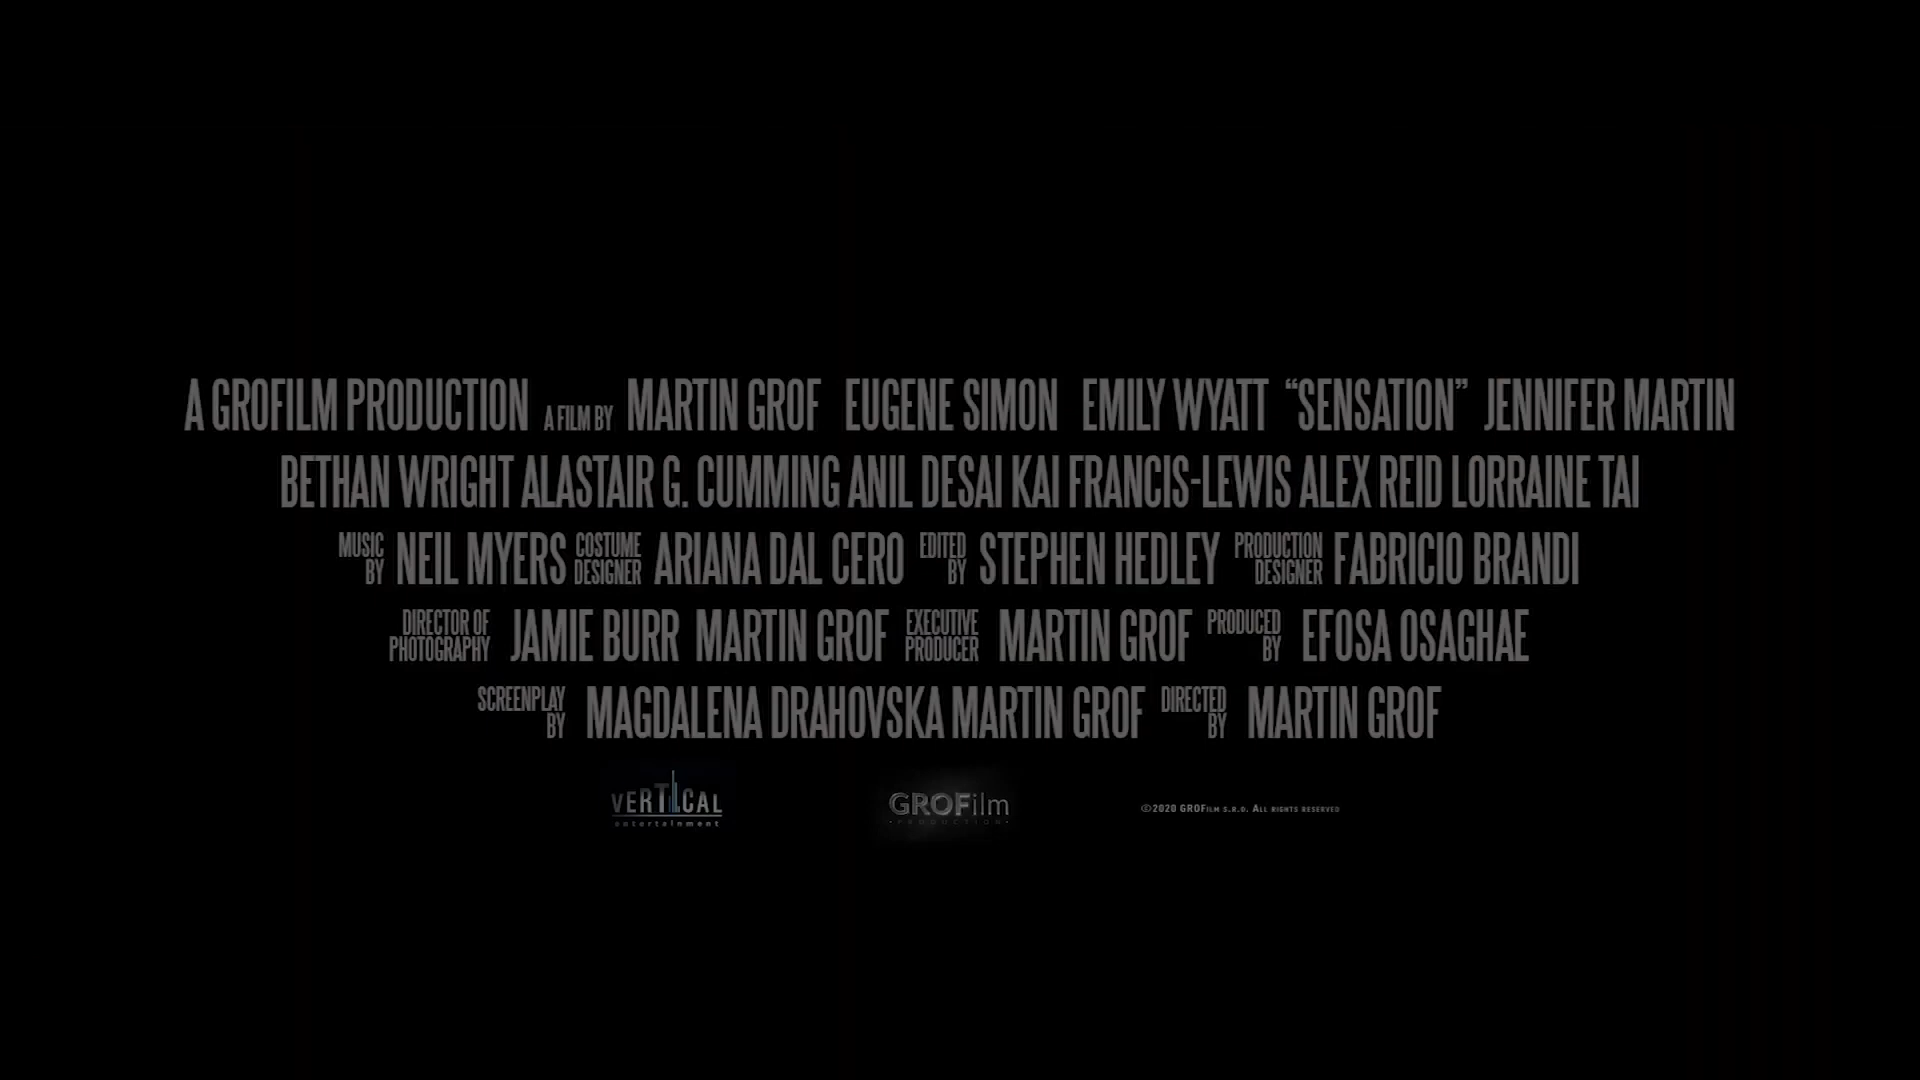 A GROFILM PRODUCTION A FILM BY MARTIN GROF EUGENE SIMON EMILY WYATT “SENSATION” JENNIFER MARTIN
BETHAN WRIGHT ALASTAIR G. CUMMING ANIL DESAI KAI FRANCIS-LEWIS ALEX REID LORRAINE TAI
MUSIC BY NEIL MYERS COSTUME DESIGNER ARIANA DAL CERO EDITED BY STEPHEN HEDLEY PRODUCTION DESIGNER FABRICIO BRANDI
DIRECTOR OF PHOTOGRAPHY JAMIE BURR MARTIN GROF EXECUTIVE PRODUCER MARTIN GROF PRODUCED BY EFOSA OSAGHAE
SCREENPLAY BY MAGDALENA DRAHOVSKA MARTIN GROF DIRECTED BY MARTIN GROF
VERTICAL
entertainment
GROFilm
PRODUCTION
©2020 GROFILM S.R.O. ALL RIGHTS RESERVED